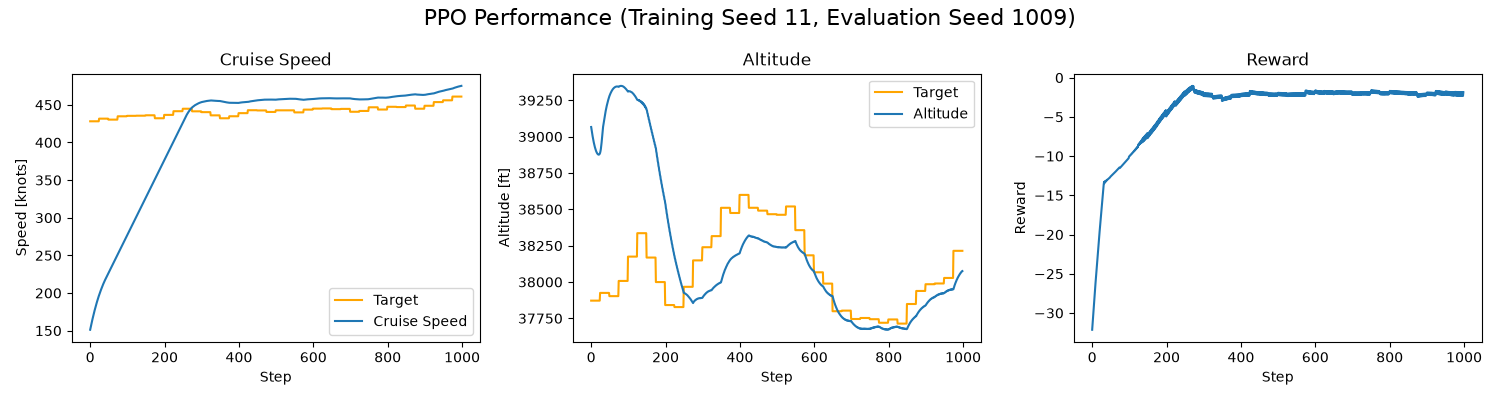 PPO Performance (Training Seed 11, Evaluation Seed 1009)
Cruise Speed
Speed [knots]
450
400
350
300
250
200
150
Target
Cruise Speed
0
200
400
600
800
1000
Step
Altitude
Altitude [ft]
39250
39000
38750
38500
38250
38000
37750
Target
Altitude
0
200
400
600
800
1000
Step
Reward
Reward
0
−5
−10
−15
−20
−25
−30
0
200
400
600
800
1000
Step